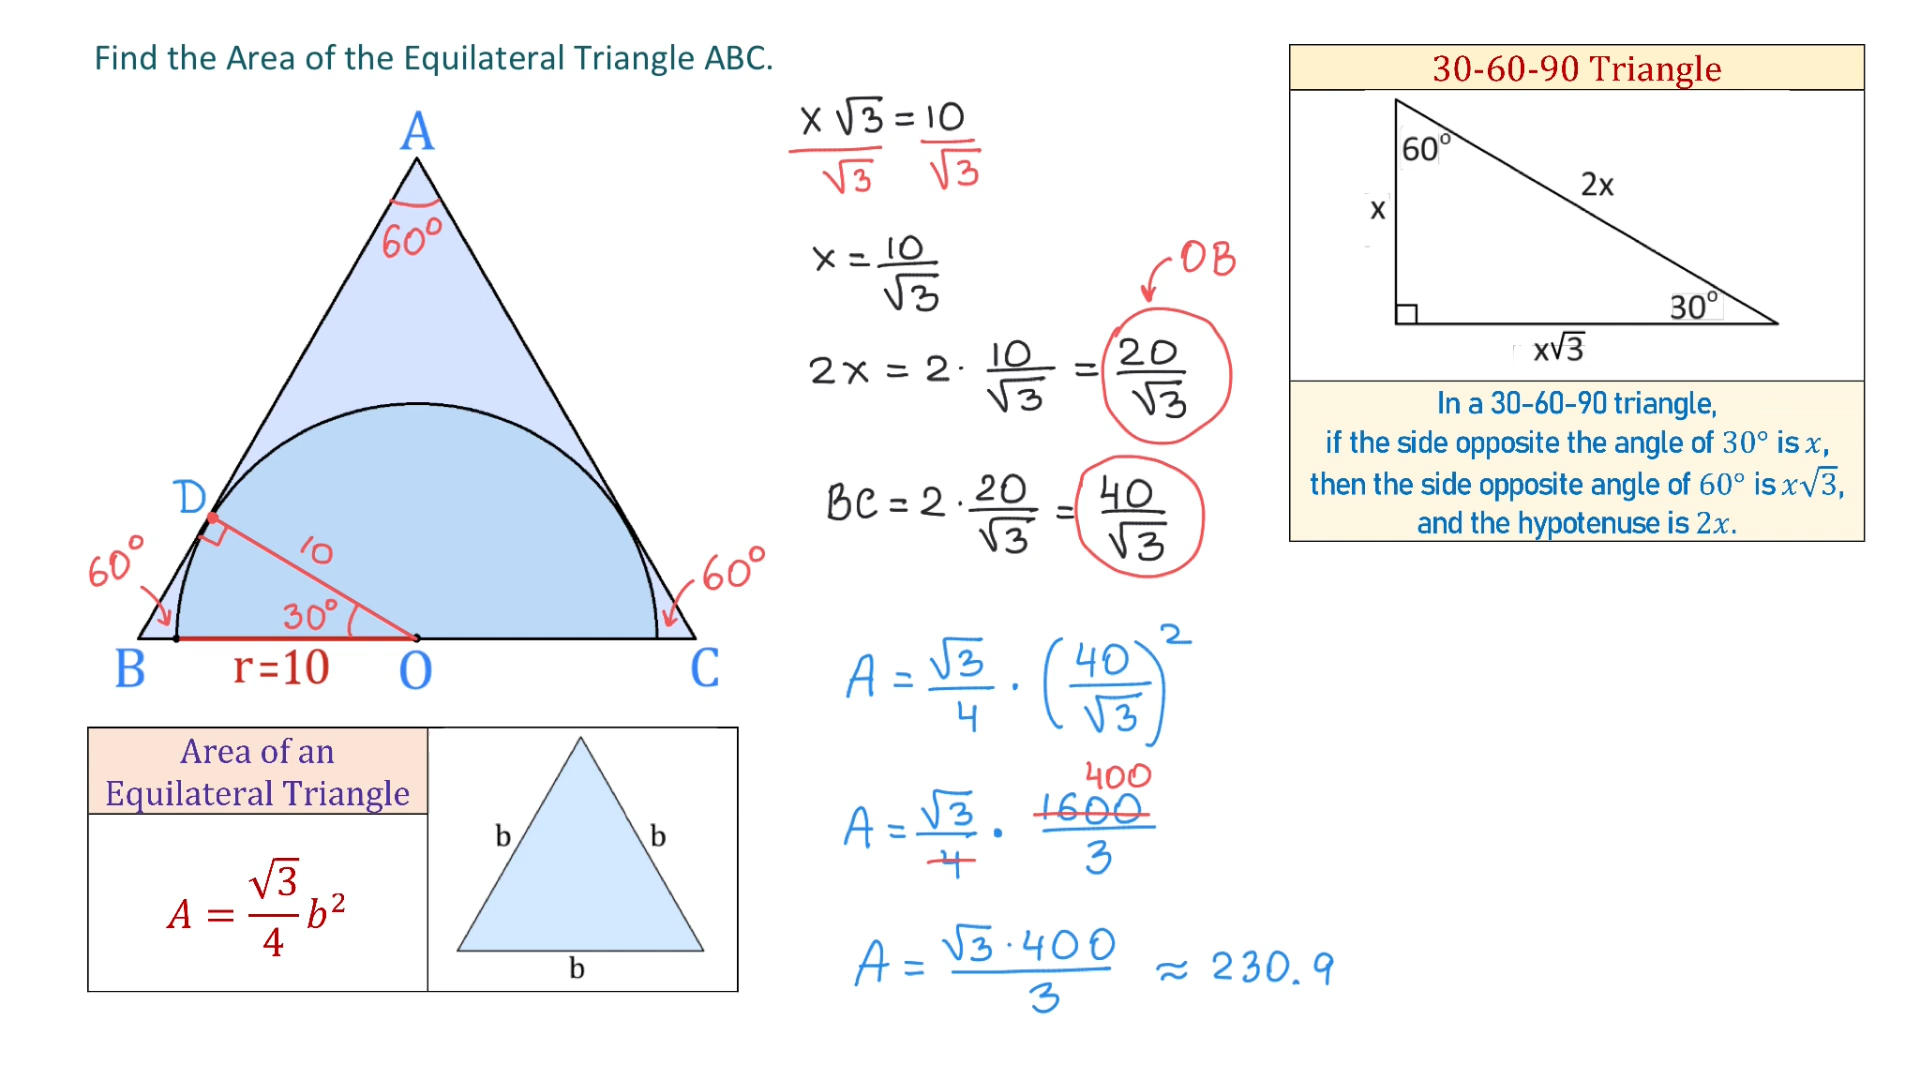 Find the Area of the Equilateral Triangle ABC.
A
60°
D
10
60°
60°
30°
B
r=10
O
C
Area of an
Equilateral Triangle
A = √3/4 b²
b
b
b
x√3/√3 = 10/√3
x = 10/√3
OB
2x = 2 · 10/√3 = 20/√3
BC = 2 · 20/√3 = 40/√3
A = √3/4 · (40/√3)²
400
A = √3/4 · 1600/3
A = √3·400/3 ≈ 230.9
30-60-90 Triangle
60°
2x
x
30°
x√3
In a 30-60-90 triangle,
if the side opposite the angle of 30° is x,
then the side opposite angle of 60° is x√3,
and the hypotenuse is 2x.